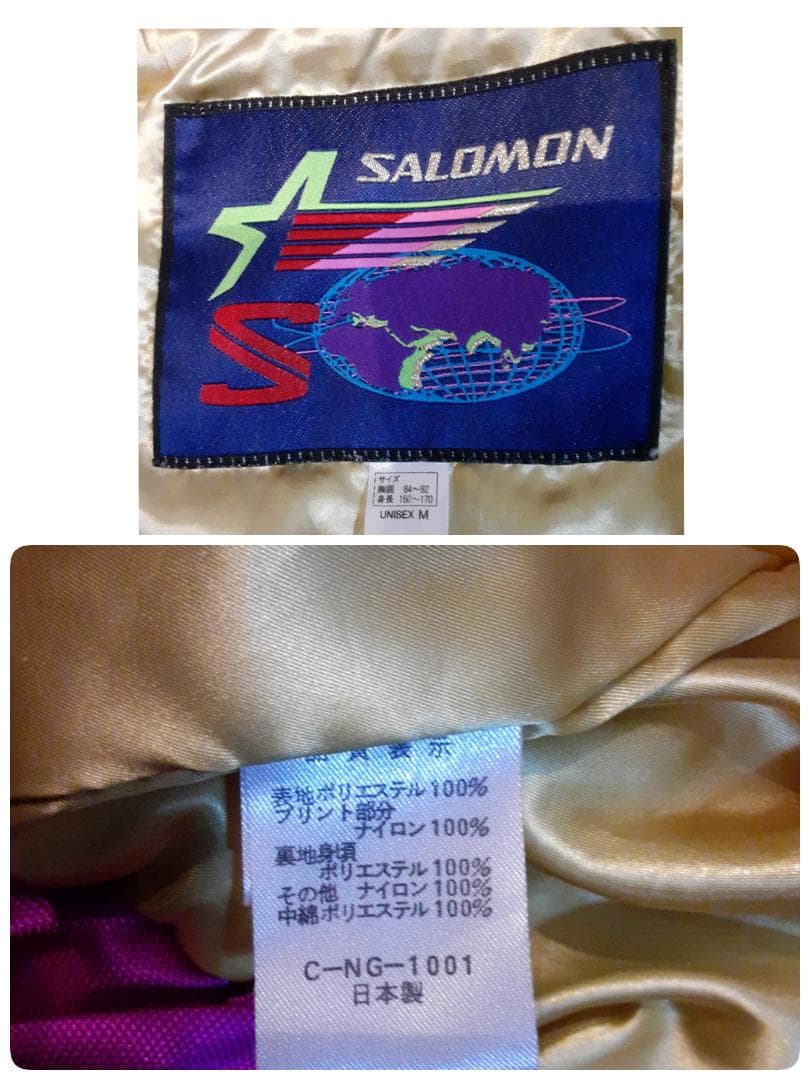 SALOMON
S
サイズ
胸囲 84～92
身長 160～170
UNISEX M
品質表示
表地ポリエステル100%
プリント部分
ナイロン100%
裏地身頃
ポリエステル100%
その他 ナイロン100%
中綿ポリエステル100%
C-NG-1001
日本製